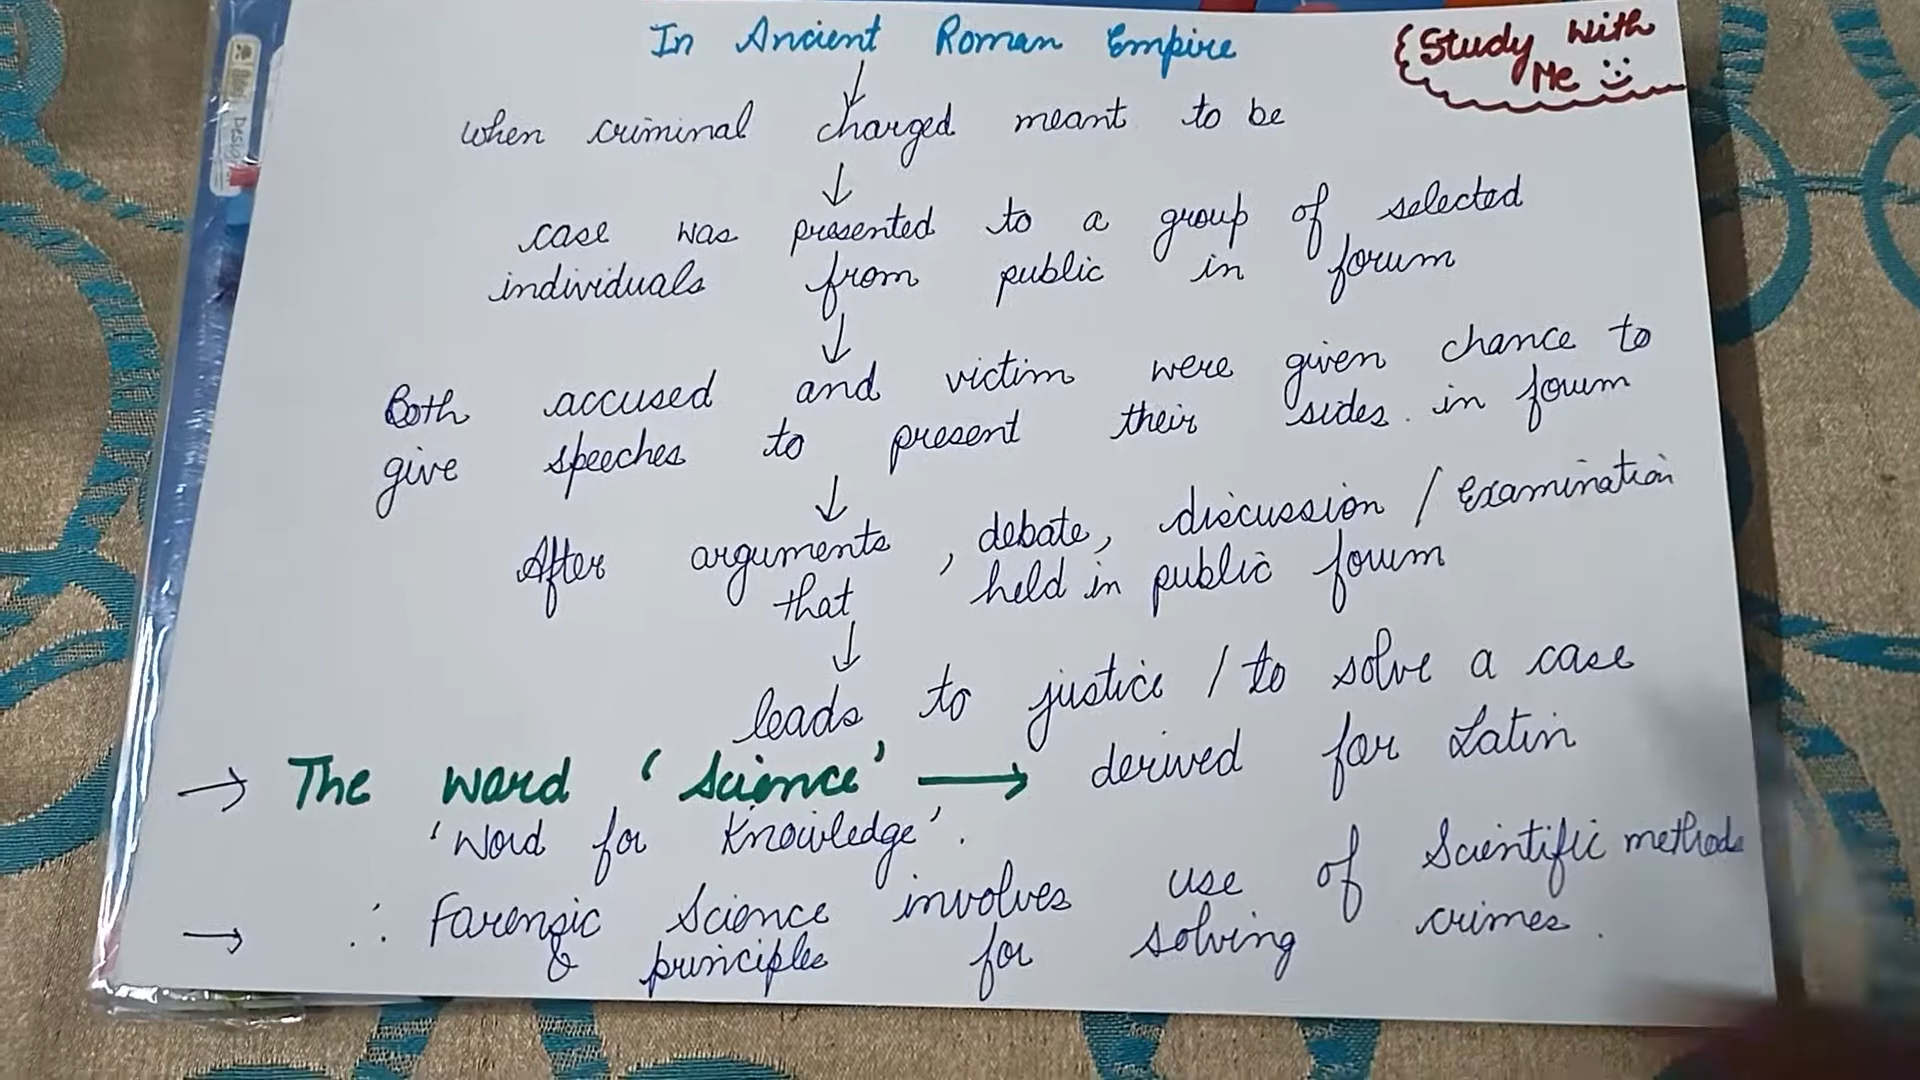 In Ancient Roman Empire
Study With
Me
↓
when criminal charged meant to be
↓
case was presented to a group of selected
individuals from public in forum
↓
Both accused and victim were given chance to
give speeches to present their sides in forum
↓
After arguments, debate, discussion / Examination
that held in public forum
↓
leads to justice / to solve a case
→ The word 'Science' → derived for Latin
'Word for Knowledge'.
→ ∴ Forensic Science involves use of Scientific methods
& principles for solving crimes.